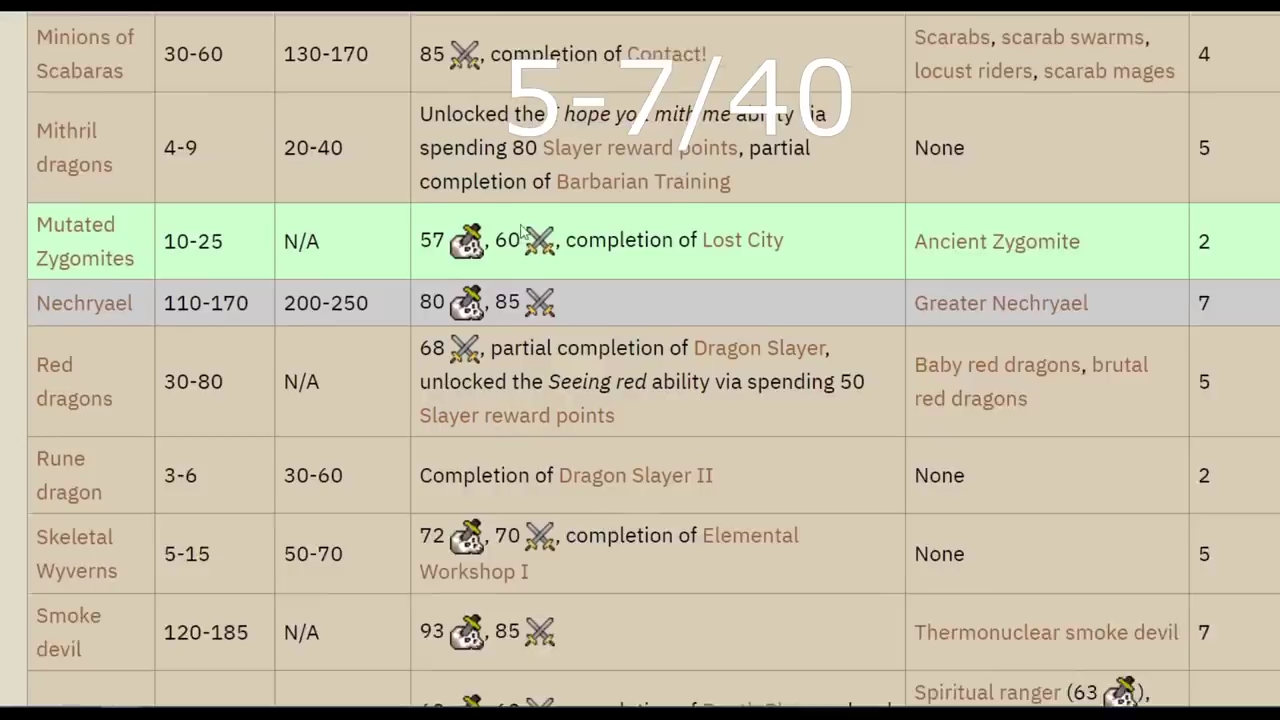 Minions of
Scabaras
30-60
130-170
85 , completion of Contact!
Scarabs, scarab swarms,
locust riders, scarab mages
4
5-7/40
Mithril
dragons
4-9
20-40
Unlocked the I hope you mith me ability via
spending 80 Slayer reward points, partial
completion of Barbarian Training
None
5
Mutated
Zygomites
10-25
N/A
57 , 60 , completion of Lost City
Ancient Zygomite
2
Nechryael
110-170
200-250
80 , 85
Greater Nechryael
7
Red
dragons
30-80
N/A
68 , partial completion of Dragon Slayer,
unlocked the Seeing red ability via spending 50
Slayer reward points
Baby red dragons, brutal
red dragons
5
Rune
dragon
3-6
30-60
Completion of Dragon Slayer II
None
2
Skeletal
Wyverns
5-15
50-70
72 , 70 , completion of Elemental
Workshop I
None
5
Smoke
devil
120-185
N/A
93 , 85
Thermonuclear smoke devil
7
Spiritual ranger (63 ),